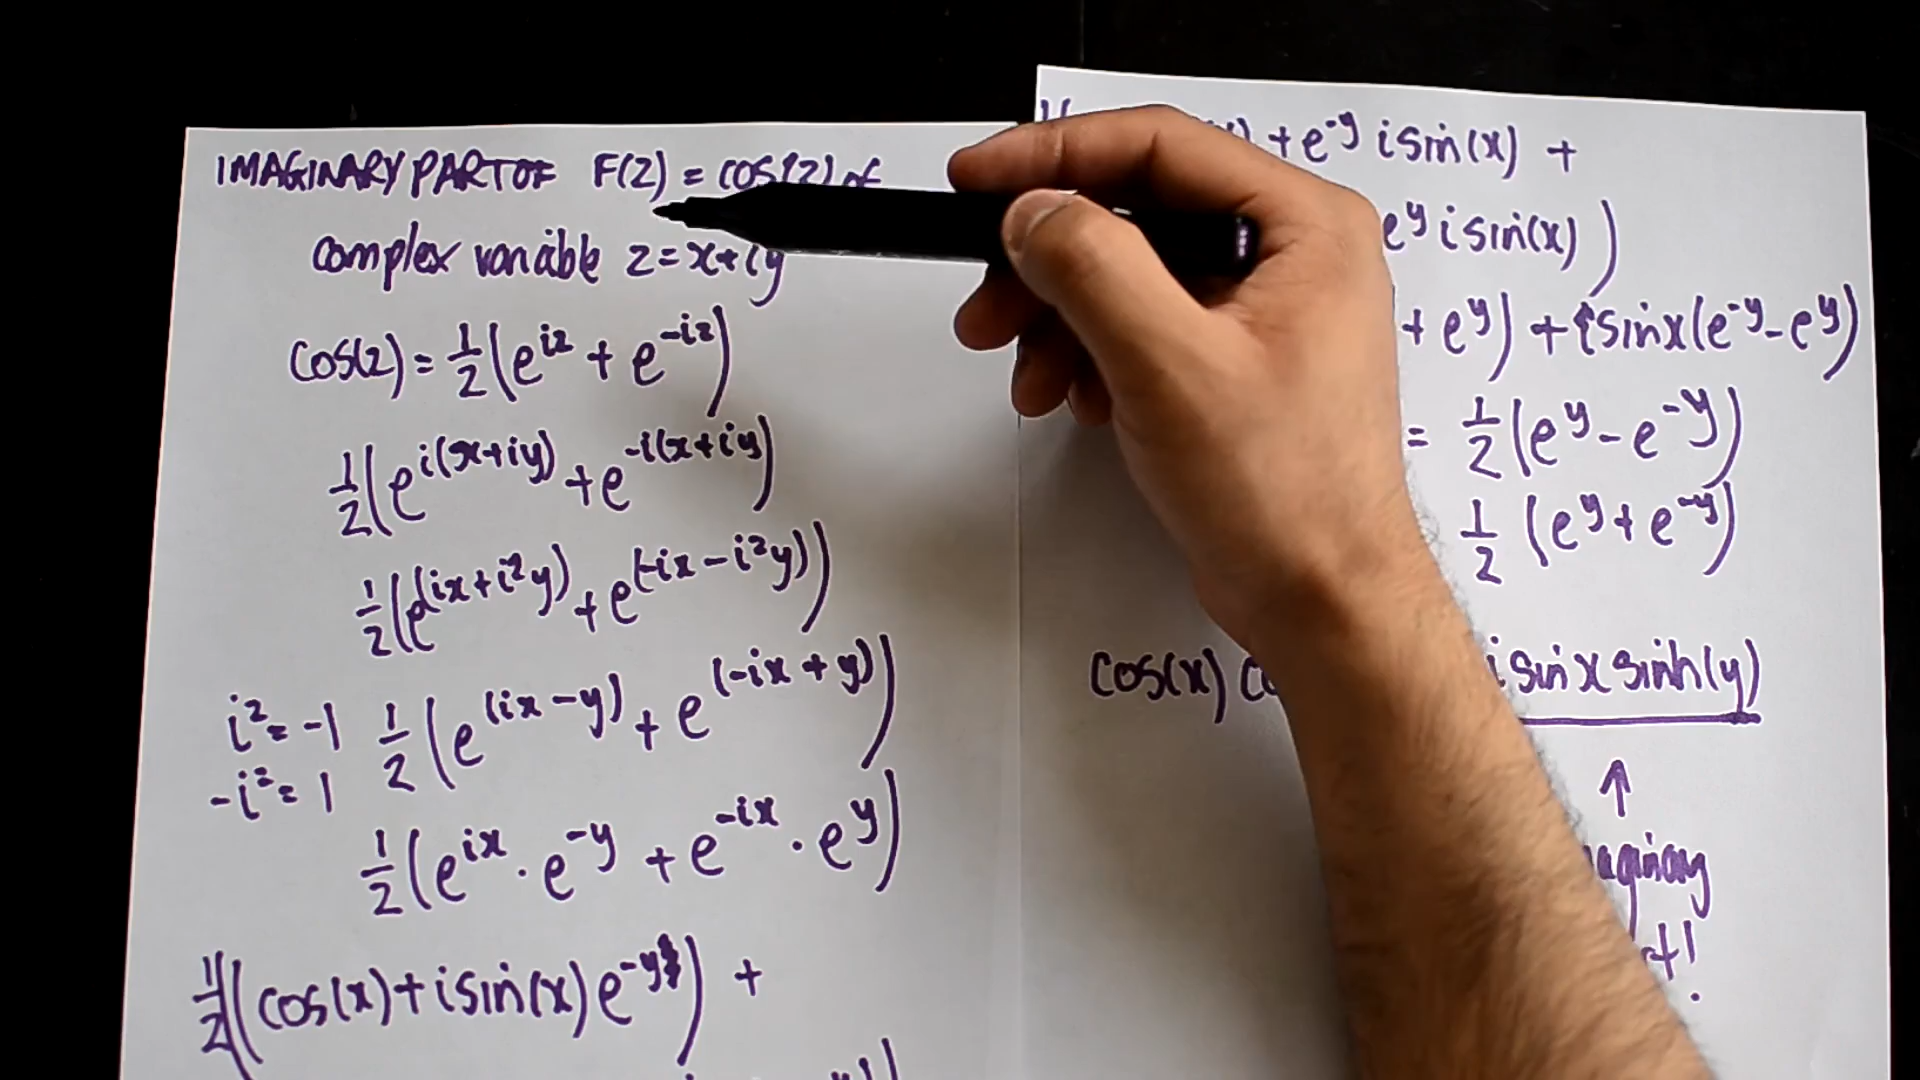 IMAGINARY PART OF F(z) = cos(z) of
complex variable z = x+iy
cos(z) = 1/2(e^{iz} + e^{-iz})
1/2(e^{i(x+iy)} + e^{-i(x+iy)})
1/2(e^{(ix+i²y)} + e^{(-ix-i²y)})
i² = -1 1/2(e^{(ix-y)} + e^{(-ix+y)})
-i² = 1
1/2(e^{ix} · e^{-y} + e^{-ix} · e^{y})
1/2((cos(x)+isin(x)e^{-y}) +
+ e^{-y} isin(x) +
e^{y} isin(x))
+ e^{y}) + isinx(e^{-y}-e^{y})
= 1/2(e^{y}-e^{-y})
1/2(e^{y}+e^{-y})
cos(x) isinxsinh(y)
↑